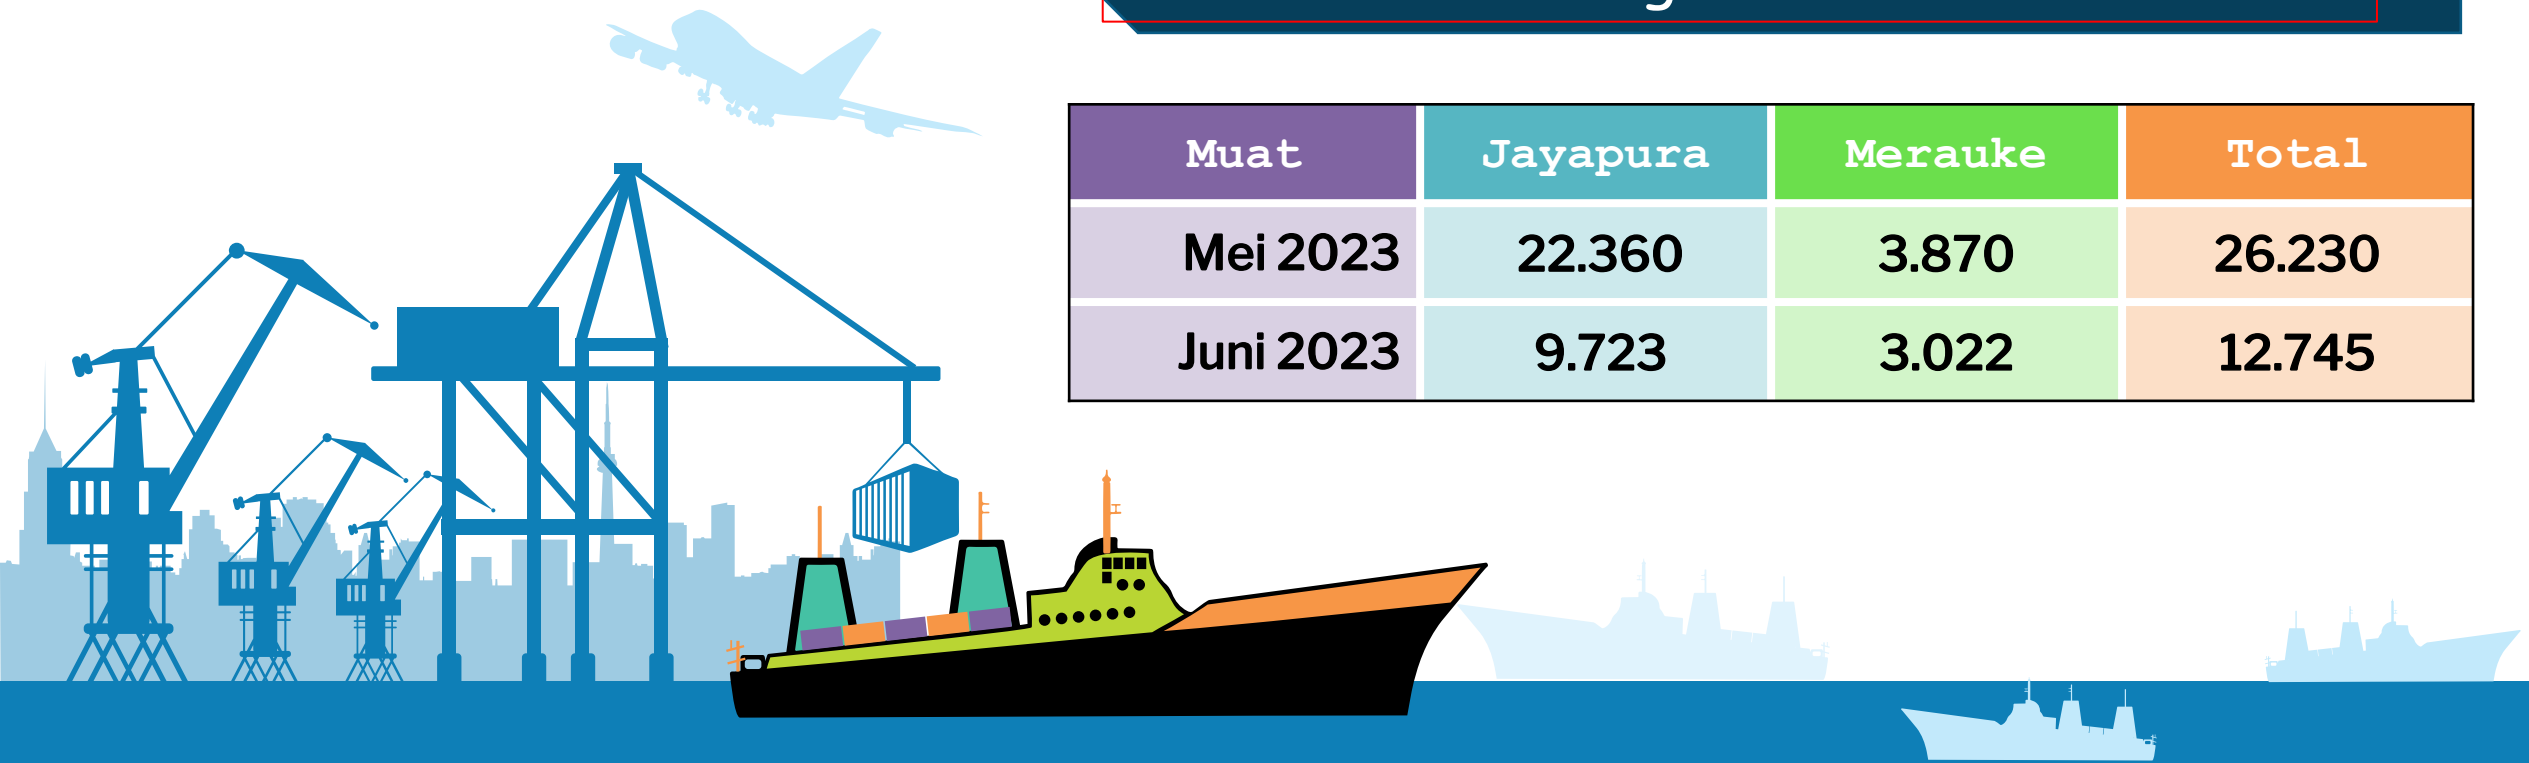 Muat Jayapura Merauke Total
Mei 2023 22.360 3.870 26.230
Juni 2023 9.723 3.022 12.745